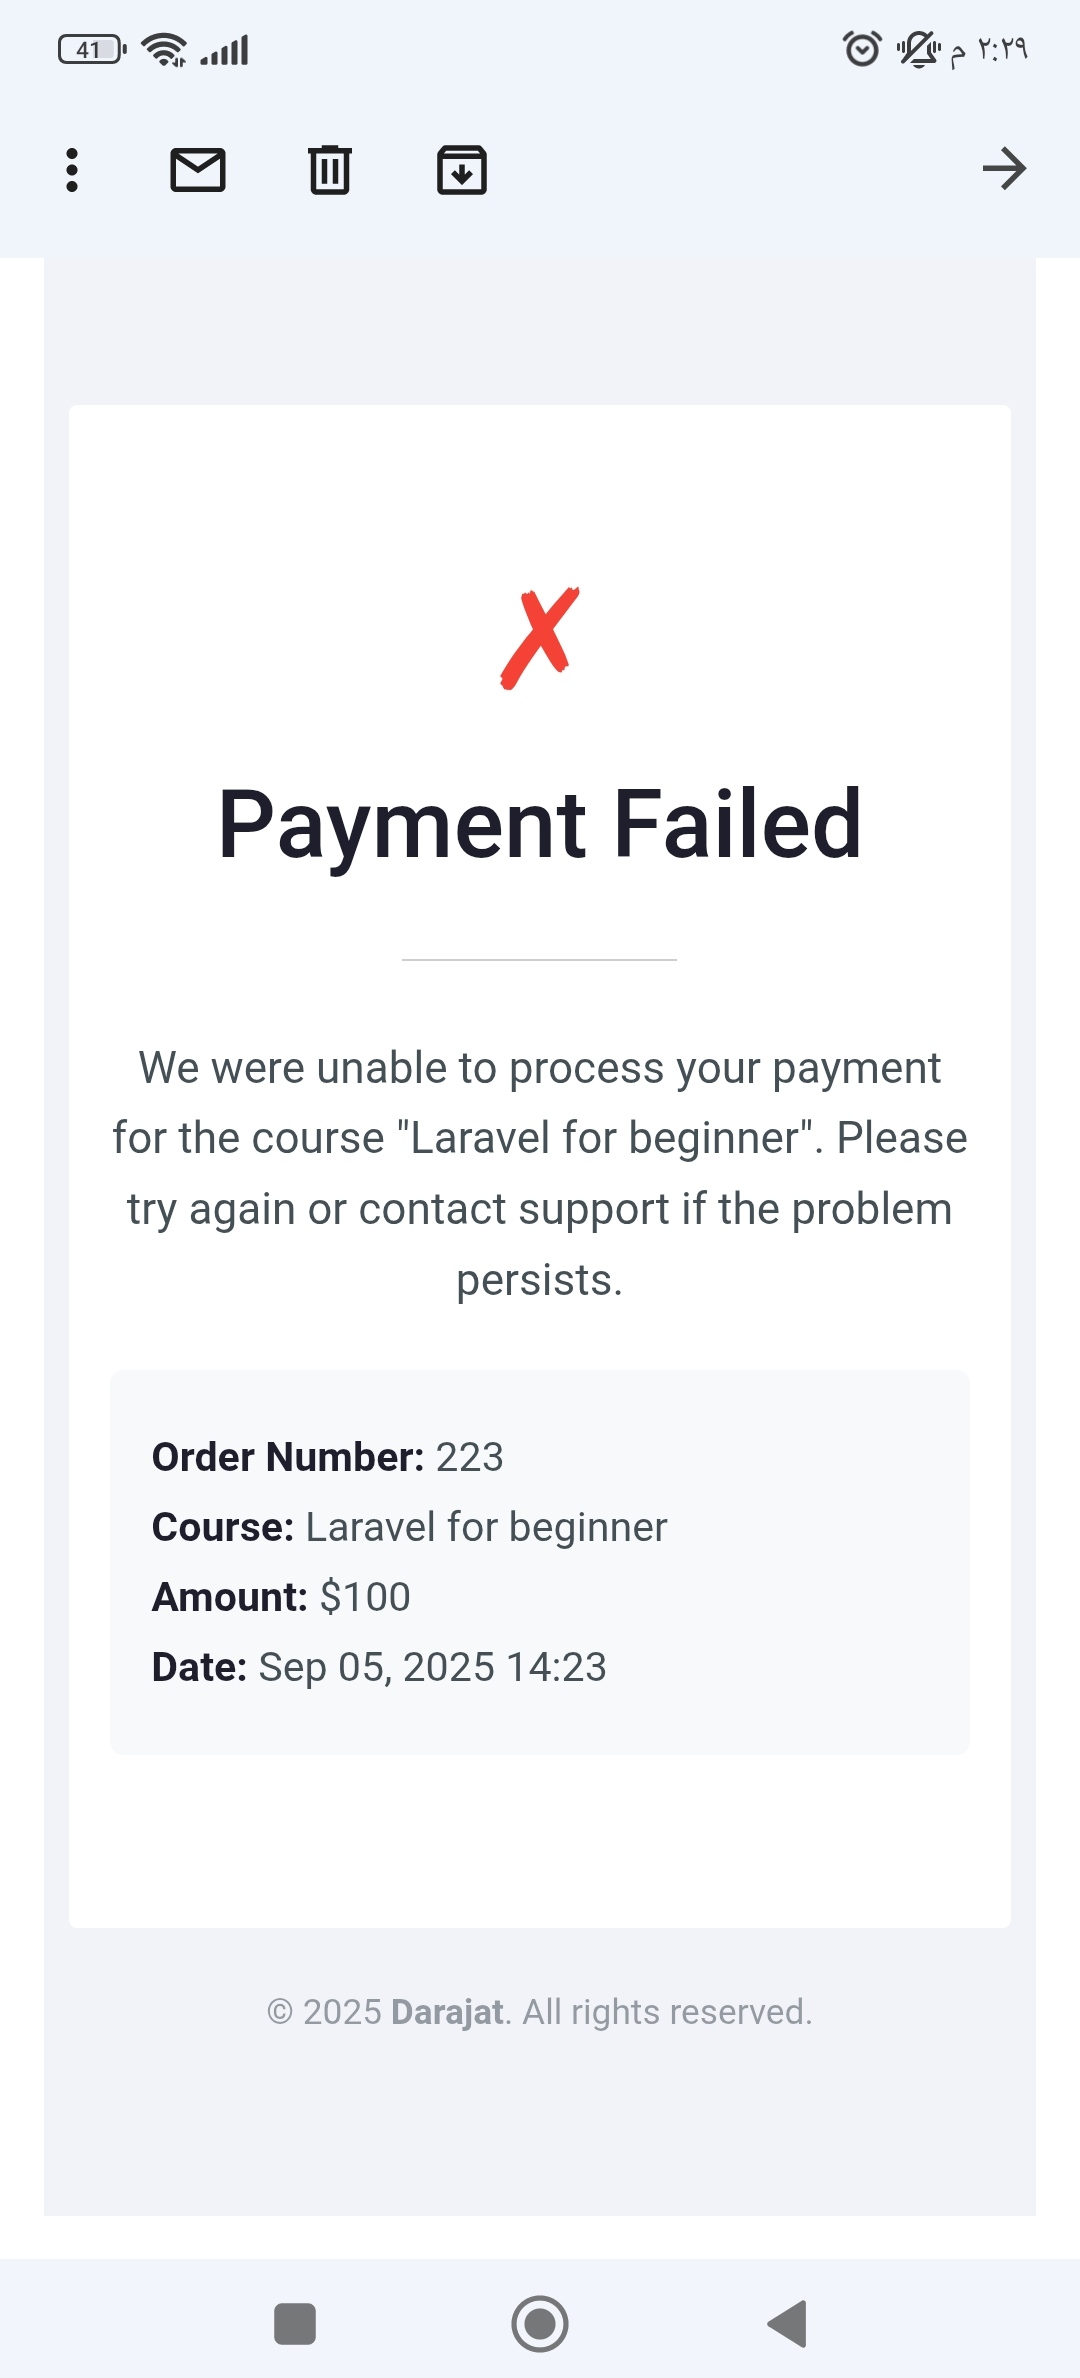 41
م ٢:٢٩
✗
Payment Failed
We were unable to process your payment
for the course "Laravel for beginner". Please
try again or contact support if the problem
persists.
Order Number: 223
Course: Laravel for beginner
Amount: $100
Date: Sep 05, 2025 14:23
© 2025 Darajat. All rights reserved.